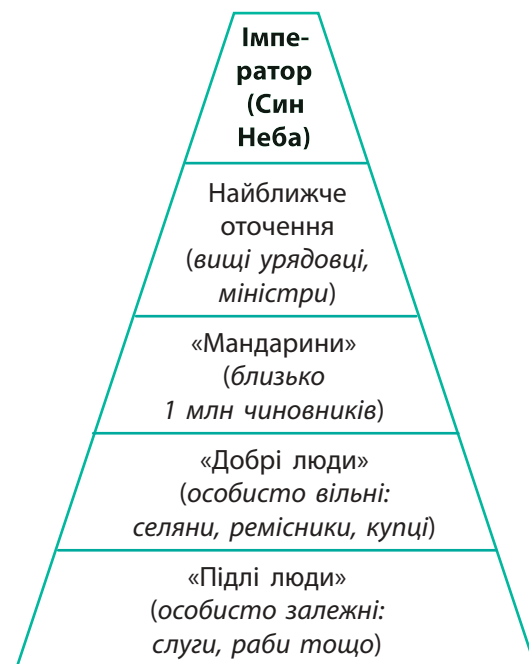 Імпе-
ратор
(Син
Неба)
Найближче
оточення
(вищі урядовці,
міністри)
«Мандарини»
(близько
1 млн чиновників)
«Добрі люди»
(особисто вільні:
селяни, ремісники, купці)
«Підлі люди»
(особисто залежні:
слуги, раби тощо)